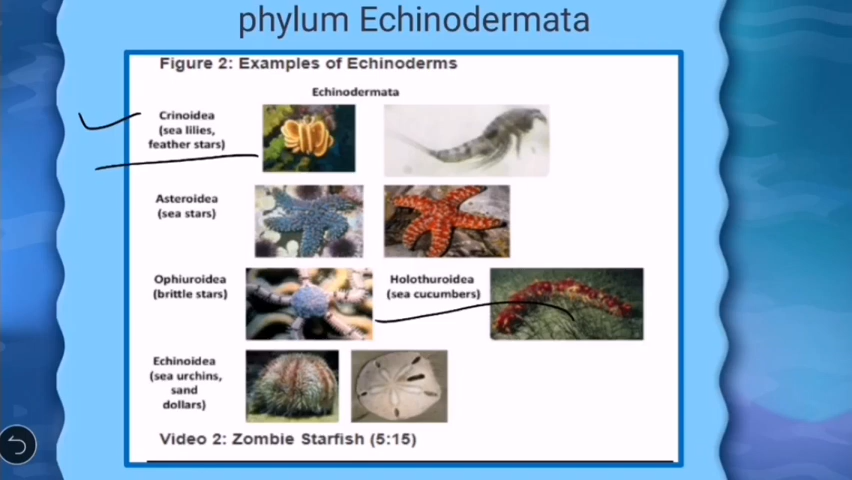 phylum Echinodermata
Figure 2: Examples of Echinoderms
Echinodermata
Crinoidea
(sea lilies,
feather stars)
Asteroidea
(sea stars)
Ophiuroidea
(brittle stars)
Holothuroidea
(sea cucumbers)
Echinoidea
(sea urchins,
sand
dollars)
Video 2: Zombie Starfish (5:15)